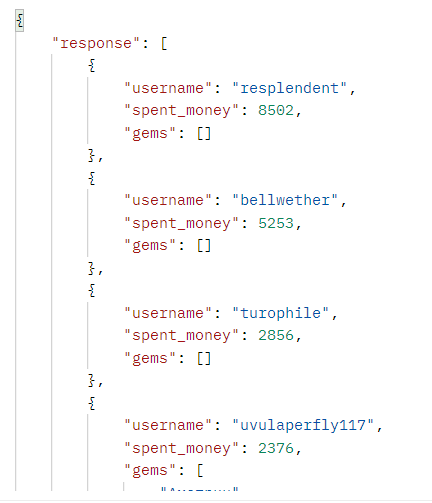 {
"response": [
{
"username": "resplendent",
"spent_money": 8502,
"gems": []
},
{
"username": "bellwether",
"spent_money": 5253,
"gems": []
},
{
"username": "turophile",
"spent_money": 2856,
"gems": []
},
{
"username": "uvulaperfly117",
"spent_money": 2376,
"gems": [